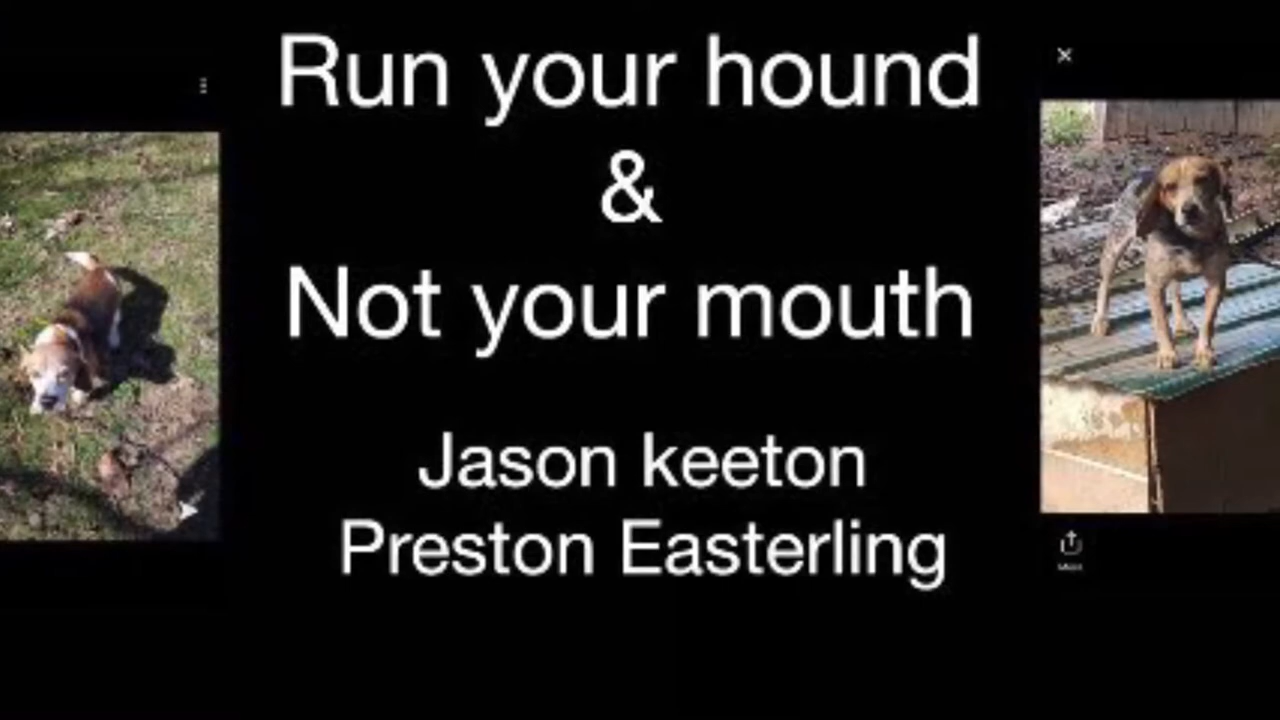 Run your hound
&
Not your mouth
Jason keeton
Preston Easterling